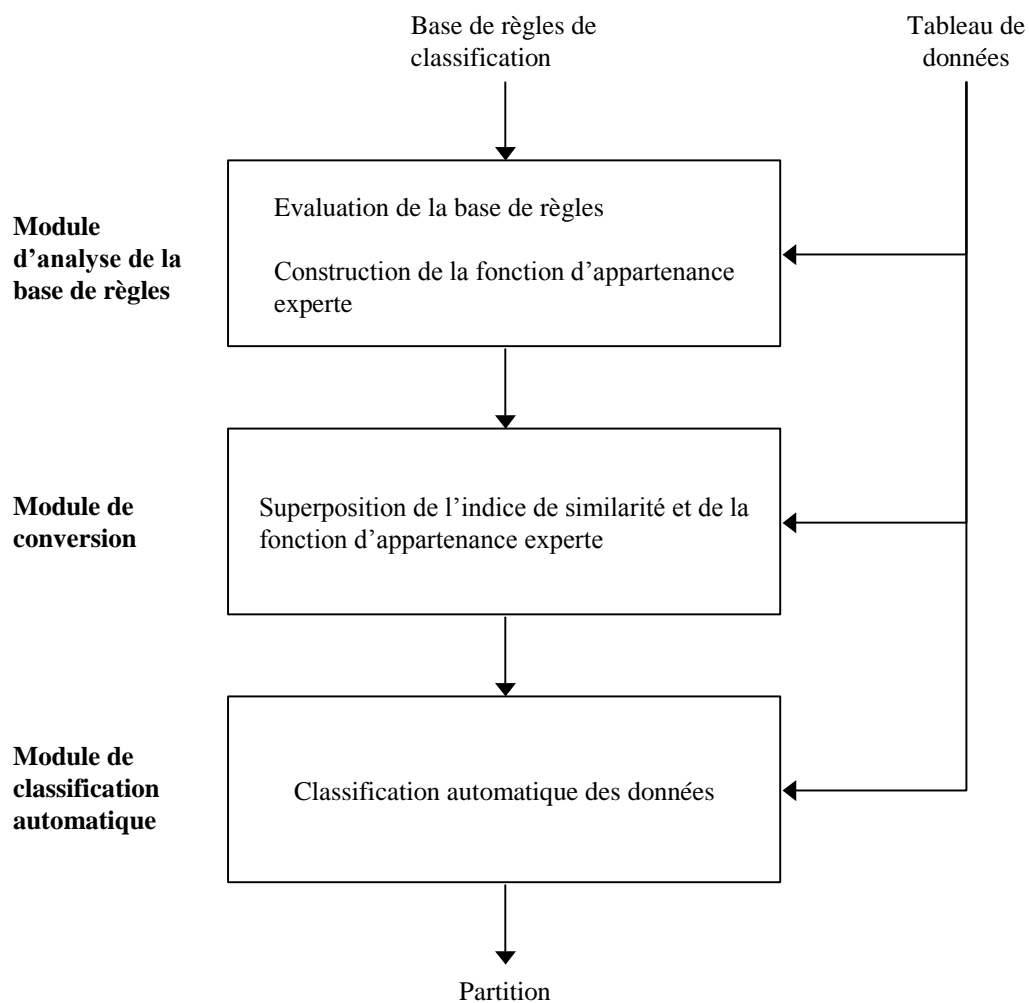 Base de règles de
classification
Tableau de
données
Module
d’analyse de la
base de règles
Evaluation de la base de règles
Construction de la fonction d’appartenance
experte
Module de
conversion
Superposition de l’indice de similarité et de la
fonction d’appartenance experte
Module de
classification
automatique
Classification automatique des données
Partition